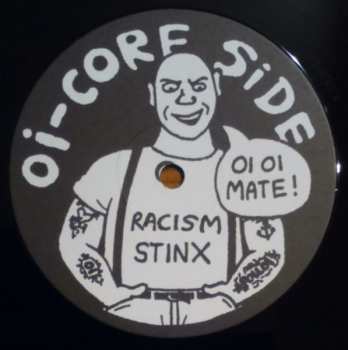 Oi-CORE SiDE
OI OI
MATE!
RACISM
STINX